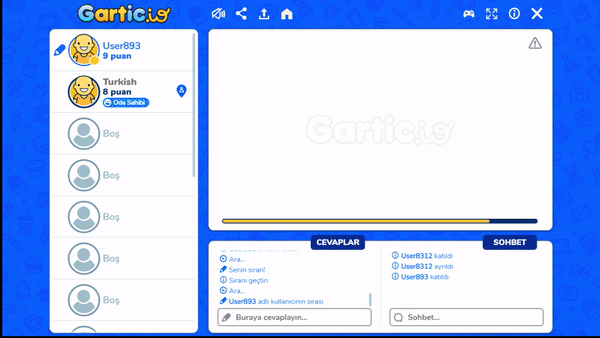 Gartic.io
User893
9 puan
Turkish
8 puan
Oda Sahibi
Boş
Boş
Boş
Boş
Boş
Gartic.io
CEVAPLAR
Ara...
Senin sıran!
Sıranı geçtin
Ara...
User893 adlı kullanıcının sırası
Buraya cevaplayın...
SOHBET
User8312 katıldı
User8312 ayrıldı
User893 katıldı
Sohbet...